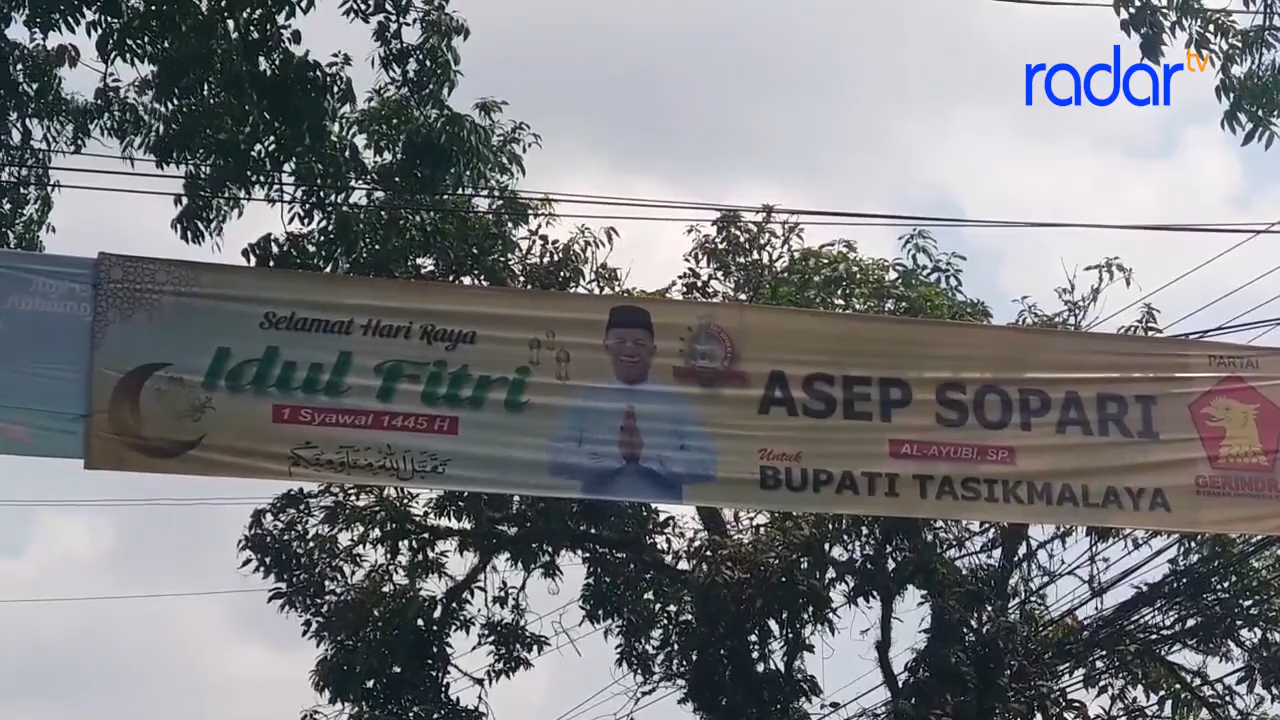 radar tv
Selamat Hari Raya
Idul Fitri
1 Syawal 1445 H
تقبل الله منا ومنكم
ASEP SOPARI
AL-AYUBI, SP.
Untuk
BUPATI TASIKMALAYA
PARTAI
GERINDR